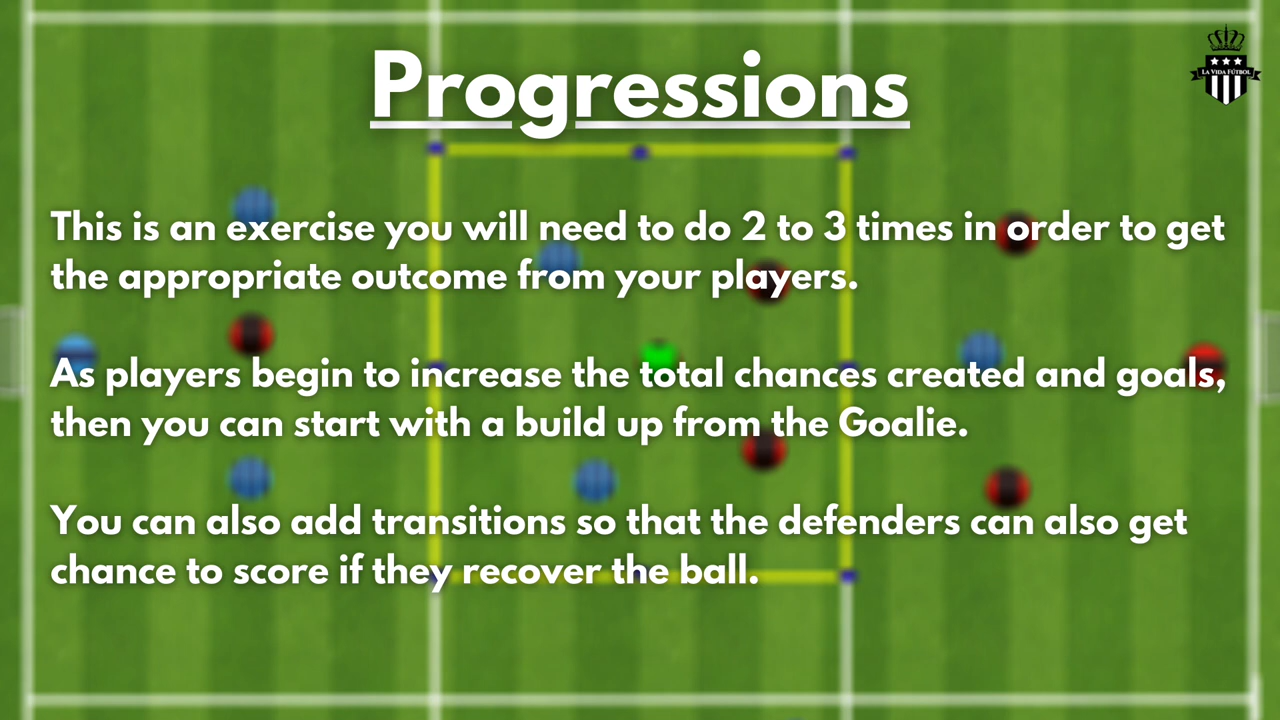 Progressions
LA VIDA FÚTBOL
This is an exercise you will need to do 2 to 3 times in order to get
the appropriate outcome from your players.
As players begin to increase the total chances created and goals,
then you can start with a build up from the Goalie.
You can also add transitions so that the defenders can also get
chance to score if they recover the ball.